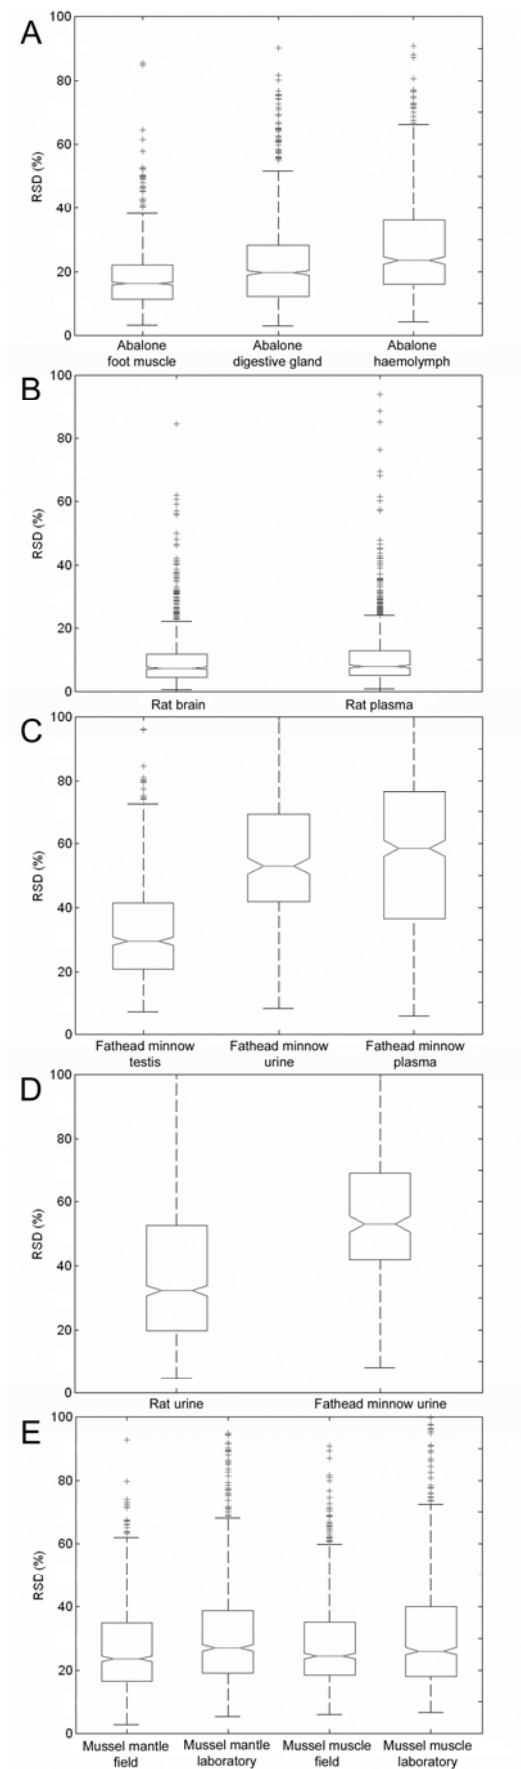 A
100
80
60
40
20
0
RSD (%)
Abalone foot muscle
Abalone digestive gland
Abalone haemolymph
B
100
80
60
40
20
0
RSD (%)
Rat brain
Rat plasma
C
100
80
60
40
20
0
RSD (%)
Fathead minnow testis
Fathead minnow urine
Fathead minnow plasma
D
100
80
60
40
20
0
RSD (%)
Rat urine
Fathead minnow urine
E
100
80
60
40
20
0
RSD (%)
Mussel mantle field
Mussel mantle laboratory
Mussel muscle field
Mussel muscle laboratory